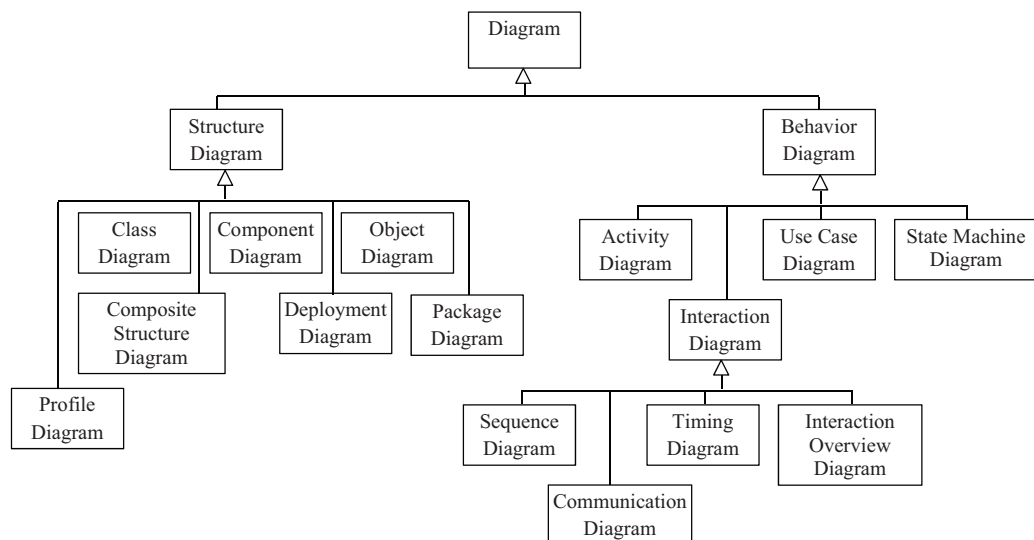 Diagram
Structure
Diagram
Behavior
Diagram
Class
Diagram
Component
Diagram
Object
Diagram
Activity
Diagram
Use Case
Diagram
State Machine
Diagram
Composite
Structure
Diagram
Deployment
Diagram
Package
Diagram
Interaction
Diagram
Profile
Diagram
Sequence
Diagram
Timing
Diagram
Interaction
Overview
Diagram
Communication
Diagram